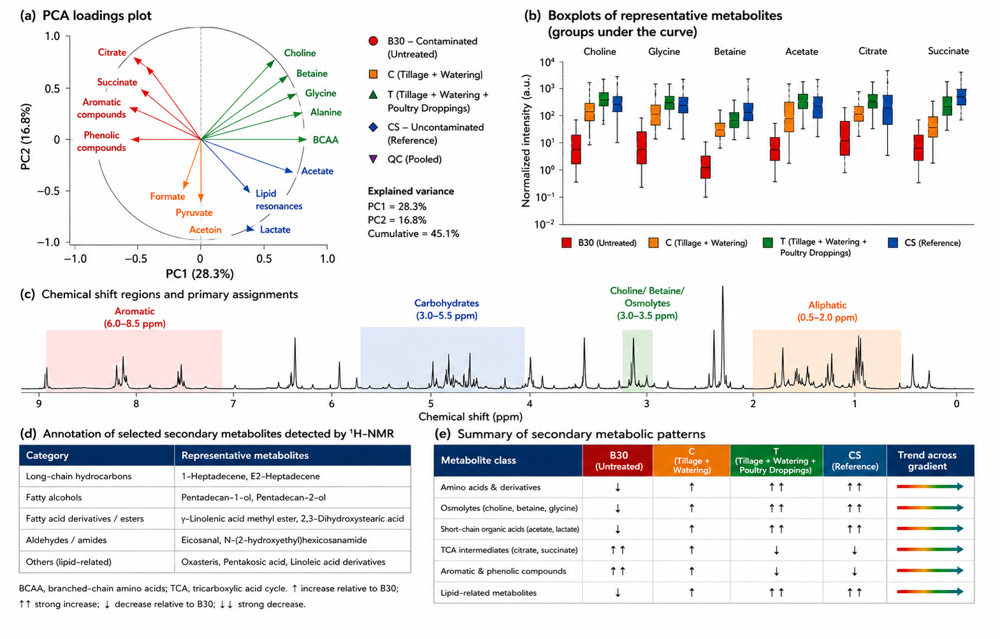 (a) PCA loadings plot
1.0
0.5
0
−0.5
−1.0
PC2 (16.8%)
−1.0
−0.5
0
0.5
1.0
PC1 (28.3%)
Citrate
Succinate
Aromatic
compounds
Phenolic
compounds
Choline
Betaine
Glycine
Alanine
BCAA
Acetate
Lipid
resonances
Lactate
Formate
Pyruvate
Acetoin
B30 – Contaminated
(Untreated)
C (Tillage + Watering)
T (Tillage + Watering +
Poultry Droppings)
CS – Uncontaminated
(Reference)
QC (Pooled)
Explained variance
PC1 = 28.3%
PC2 = 16.8%
Cumulative = 45.1%
(b) Boxplots of representative metabolites
(groups under the curve)
Choline
Glycine
Betaine
Acetate
Citrate
Succinate
Normalized intensity (a.u.)
10⁴
10³
10²
10¹
10⁰
10⁻¹
10⁻²
B30 (Untreated)
C (Tillage + Watering)
T (Tillage + Watering +
Poultry Droppings)
CS (Reference)
(c) Chemical shift regions and primary assignments
Aromatic
(6.0–8.5 ppm)
Carbohydrates
(3.0–5.5 ppm)
Choline/ Betaine/
Osmolytes
(3.0–3.5 ppm)
Aliphatic
(0.5–2.0 ppm)
9 8 7 6 5 4 3 2 1 0
Chemical shift (ppm)
(d) Annotation of selected secondary metabolites detected by ¹H–NMR
Category Representative metabolites
Long–chain hydrocarbons 1–Heptadecene, E2–Heptadecene
Fatty alcohols Pentadecan–1–ol, Pentadecan–2–ol
Fatty acid derivatives / esters γ–Linolenic acid methyl ester, 2,3–Dihydroxystearic acid
Aldehydes / amides Eicosanal, N–(2–hydroxyethyl)hexicosanamide
Others (lipid–related) Oxasteris, Pentakosic acid, Linoleic acid derivatives
BCAA, branched–chain amino acids; TCA, tricarboxylic acid cycle. ↑ increase relative to B30;
↑↑ strong increase; ↓ decrease relative to B30; ↓↓ strong decrease.
(e) Summary of secondary metabolic patterns
Metabolite class
B30
(Untreated)
C
(Tillage +
Watering)
T
(Tillage + Watering +
Poultry Droppings)
CS
(Reference)
Trend across
gradient
Amino acids & derivatives ↓ ↑ ↑↑ ↑↑
Osmolytes (choline, betaine, glycine) ↓ ↑ ↑↑ ↑↑
Short–chain organic acids (acetate, lactate) ↓ ↑ ↑↑ ↑↑
TCA intermediates (citrate, succinate) ↑↑ ↑ ↓ ↓
Aromatic & phenolic compounds ↑↑ ↑ ↓ ↓
Lipid–related metabolites ↓ ↑ ↑↑ ↑↑